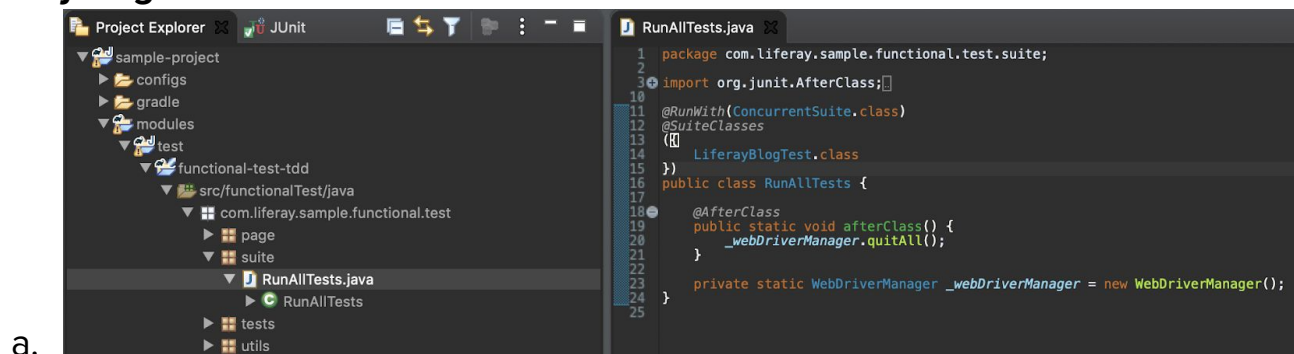 Project Explorer
JUnit
sample-project
configs
gradle
modules
test
functional-test-tdd
src/functionalTest/java
com.liferay.sample.functional.test
page
suite
RunAllTests.java
RunAllTests
tests
utils
RunAllTests.java
1 package com.liferay.sample.functional.test.suite;
2
3 import org.junit.AfterClass;
10
11 @RunWith(ConcurrentSuite.class)
12 @SuiteClasses
13 ({
14 LiferayBlogTest.class
15 })
16 public class RunAllTests {
17
18 @AfterClass
19 public static void afterClass() {
20 _webDriverManager.quitAll();
21 }
22
23 private static WebDriverManager _webDriverManager = new WebDriverManager();
24 }
25
a.